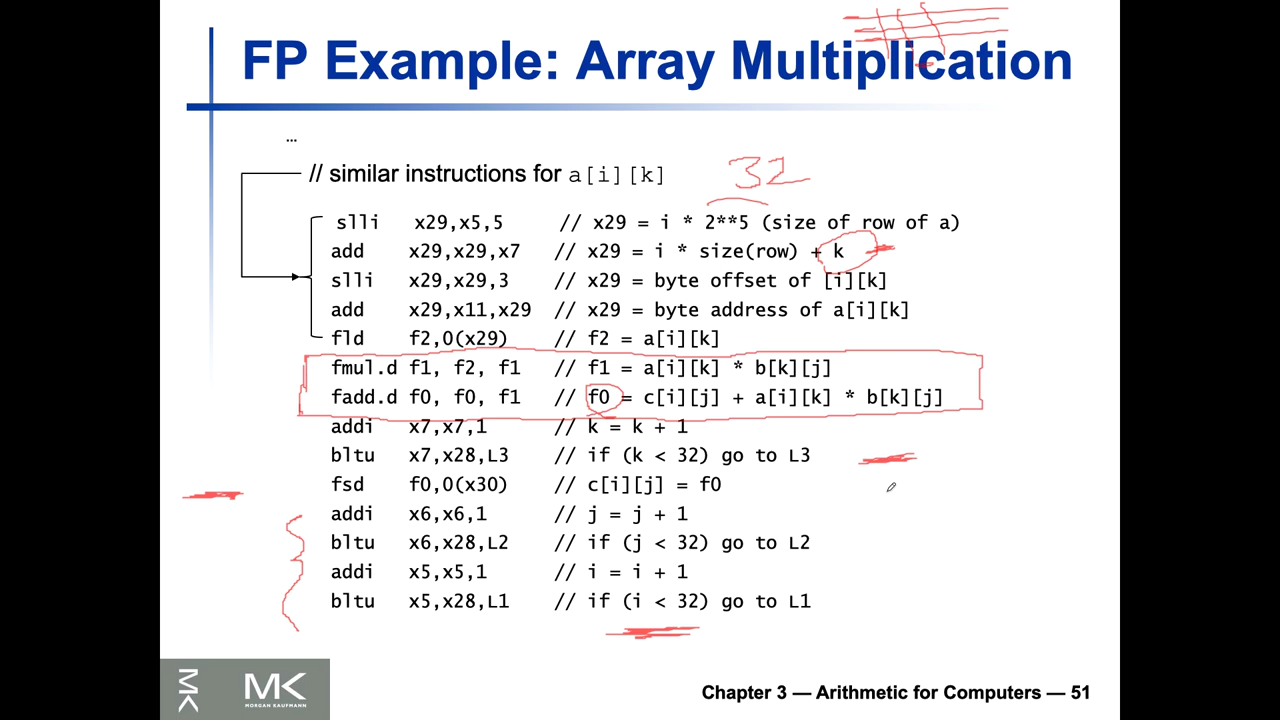 FP Example: Array Multiplication
…
// similar instructions for a[i][k]
32
slli x29,x5,5 // x29 = i * 2**5 (size of row of a)
add x29,x29,x7 // x29 = i * size(row) + k
slli x29,x29,3 // x29 = byte offset of [i][k]
add x29,x11,x29 // x29 = byte address of a[i][k]
fld f2,0(x29) // f2 = a[i][k]
fmul.d f1, f2, f1 // f1 = a[i][k] * b[k][j]
fadd.d f0, f0, f1 // f0 = c[i][j] + a[i][k] * b[k][j]
addi x7,x7,1 // k = k + 1
bltu x7,x28,L3 // if (k < 32) go to L3
fsd f0,0(x30) // c[i][j] = f0
addi x6,x6,1 // j = j + 1
bltu x6,x28,L2 // if (j < 32) go to L2
addi x5,x5,1 // i = i + 1
bltu x5,x28,L1 // if (i < 32) go to L1
MK MK
MORGAN KAUFMANN
Chapter 3 — Arithmetic for Computers — 51